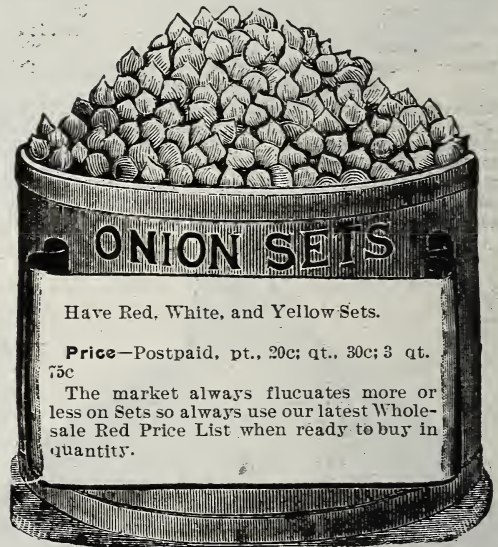 ONION SETS
Have Red, White, and Yellow Sets.
Price—Postpaid, pt., 20c; qt., 30c; 3 qt.
75c
The market always flucuates more or
less on Sets so always use our latest Whole-
sale Red Price List when ready to buy in
quantity.